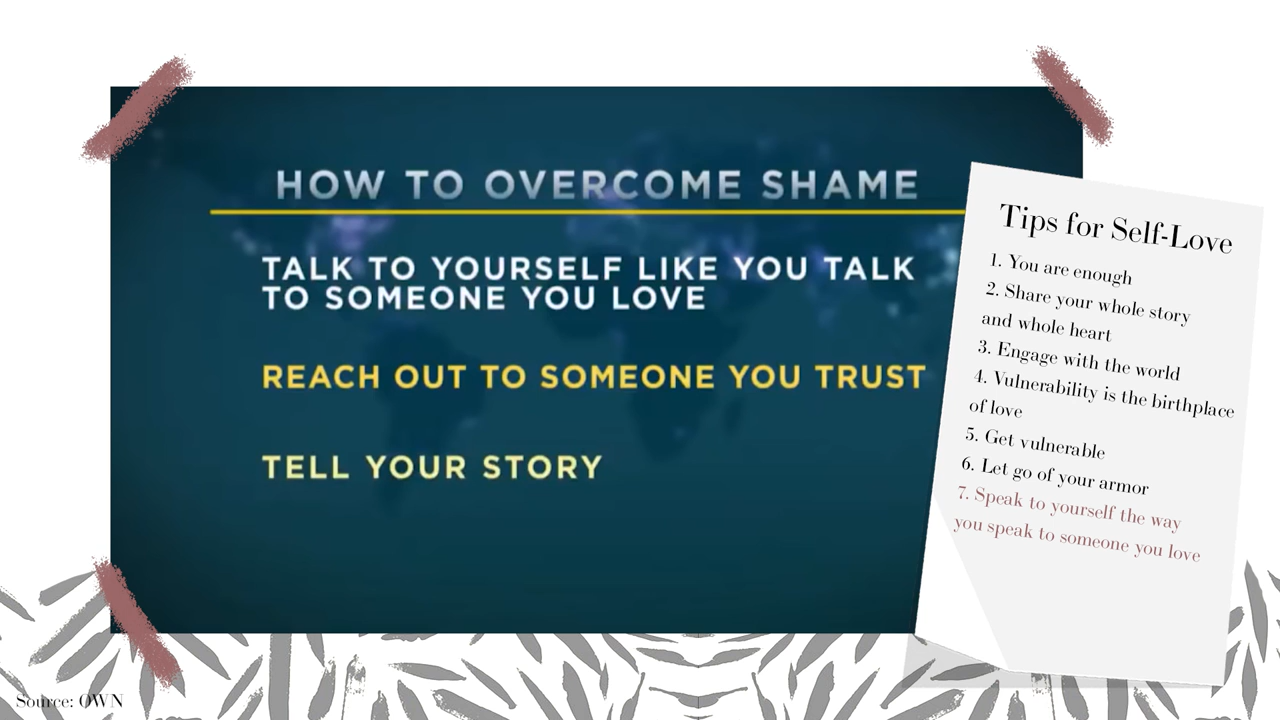 HOW TO OVERCOME SHAME
TALK TO YOURSELF LIKE YOU TALK
TO SOMEONE YOU LOVE
REACH OUT TO SOMEONE YOU TRUST
TELL YOUR STORY
Tips for Self-Love
1. You are enough
2. Share your whole story
and whole heart
3. Engage with the world
4. Vulnerability is the birthplace
of love
5. Get vulnerable
6. Let go of your armor
7. Speak to yourself the way
you speak to someone you love
Source: OWN